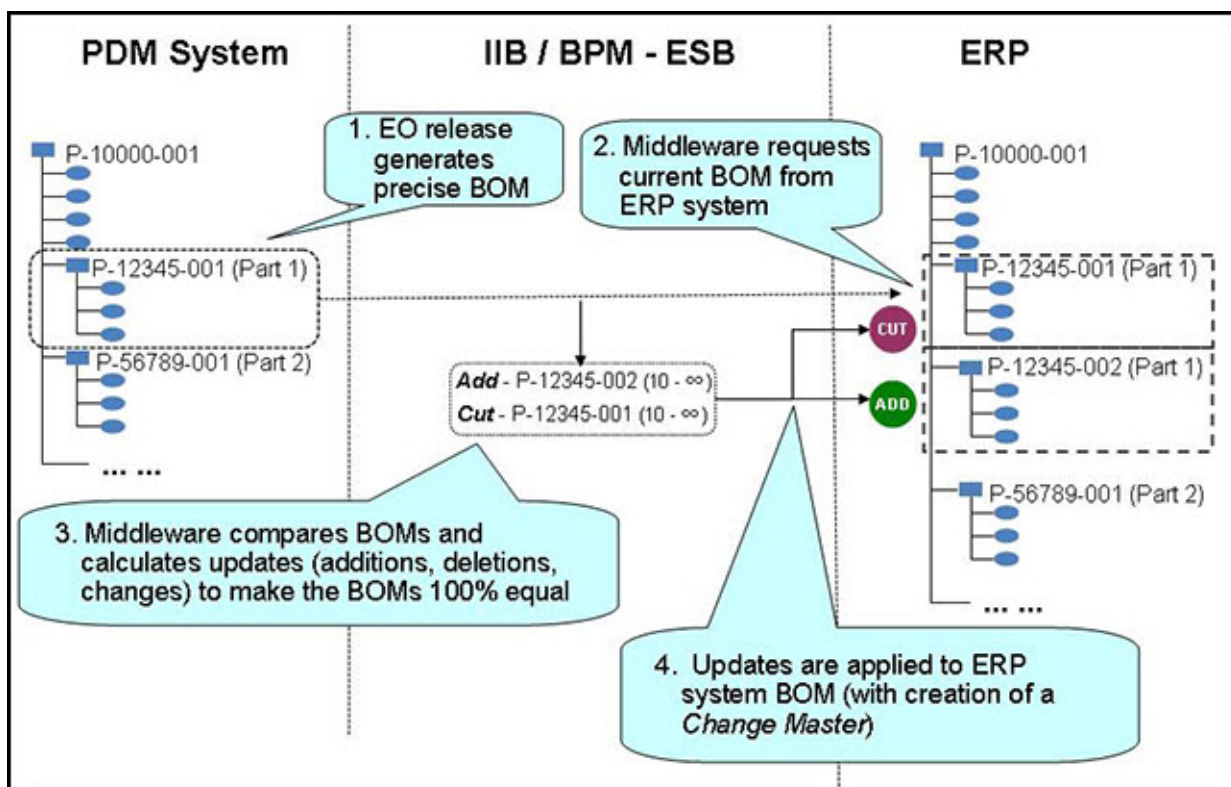 PDM System
IIB / BPM - ESB
ERP
1. EO release
generates
precise BOM
2. Middleware requests
current BOM from
ERP system
P-10000-001
P-12345-001 (Part 1)
P-56789-001 (Part 2)
... ...
Add - P-12345-002 (10 - ∞)
Cut - P-12345-001 (10 - ∞)
CUT
ADD
P-10000-001
P-12345-001 (Part 1)
P-12345-002 (Part 1)
P-56789-001 (Part 2)
... ...
3. Middleware compares BOMs and
calculates updates (additions, deletions,
changes) to make the BOMs 100% equal
4. Updates are applied to ERP
system BOM (with creation of a
Change Master)